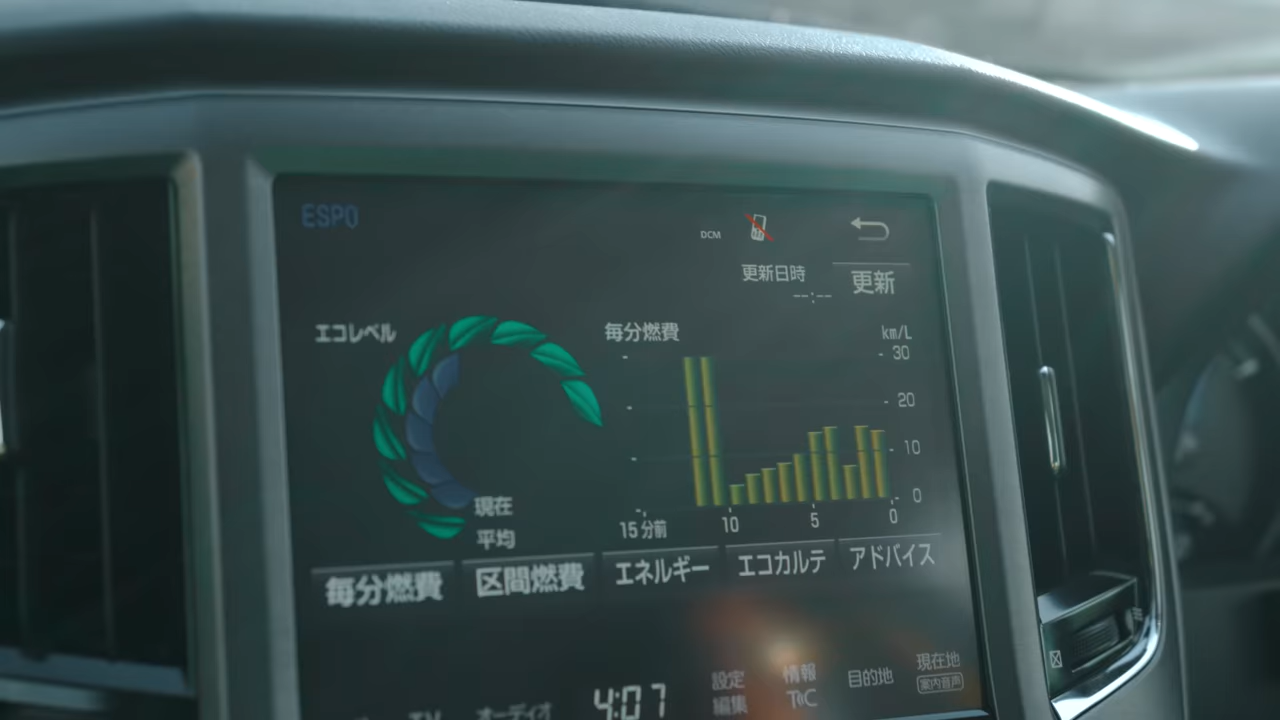 ESPO
DCM
更新日時
--:--
更新
エコレベル
毎分燃費
km/L
30
20
10
0
現在
平均
15分前
10
5
0
毎分燃費
区間燃費
エネルギー
エコカルテ
アドバイス
オーディオ
4:07
設定
編集
情報
目的地
現在地
案内音声